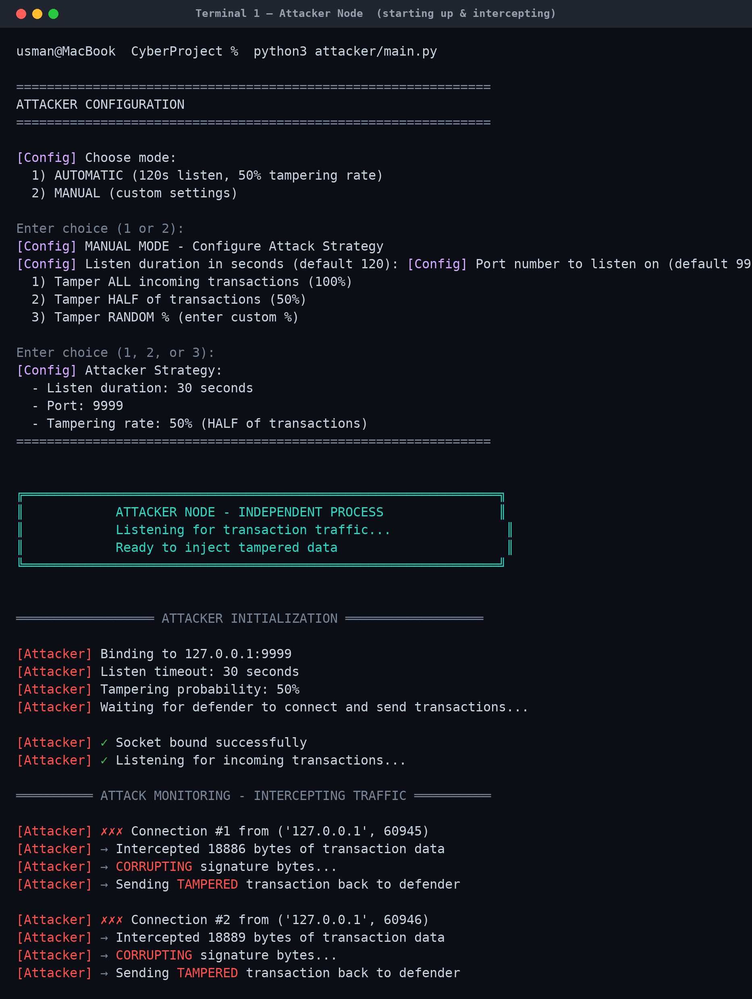 Terminal 1 — Attacker Node  (starting up & intercepting)
usman@MacBook  CyberProject %  python3 attacker/main.py
==============================================================
ATTACKER CONFIGURATION
==============================================================
[Config] Choose mode:
  1) AUTOMATIC (120s listen, 50% tampering rate)
  2) MANUAL (custom settings)
Enter choice (1 or 2):
[Config] MANUAL MODE - Configure Attack Strategy
[Config] Listen duration in seconds (default 120): [Config] Port number to listen on (default 99
  1) Tamper ALL incoming transactions (100%)
  2) Tamper HALF of transactions (50%)
  3) Tamper RANDOM % (enter custom %)
Enter choice (1, 2, or 3):
[Config] Attacker Strategy:
  - Listen duration: 30 seconds
  - Port: 9999
  - Tampering rate: 50% (HALF of transactions)
==============================================================
╔══════════════════════════════════════════════════════════════╗
║            ATTACKER NODE - INDEPENDENT PROCESS               ║
║            Listening for transaction traffic...               ║
║            Ready to inject tampered data                      ║
╚══════════════════════════════════════════════════════════════╝
══════════════════ ATTACKER INITIALIZATION ══════════════════
[Attacker] Binding to 127.0.0.1:9999
[Attacker] Listen timeout: 30 seconds
[Attacker] Tampering probability: 50%
[Attacker] Waiting for defender to connect and send transactions...
[Attacker] ✓ Socket bound successfully
[Attacker] ✓ Listening for incoming transactions...
══════════ ATTACK MONITORING - INTERCEPTING TRAFFIC ══════════
[Attacker] ✗✗✗ Connection #1 from ('127.0.0.1', 60945)
[Attacker] → Intercepted 18886 bytes of transaction data
[Attacker] → CORRUPTING signature bytes...
[Attacker] → Sending TAMPERED transaction back to defender
[Attacker] ✗✗✗ Connection #2 from ('127.0.0.1', 60946)
[Attacker] → Intercepted 18889 bytes of transaction data
[Attacker] → CORRUPTING signature bytes...
[Attacker] → Sending TAMPERED transaction back to defender